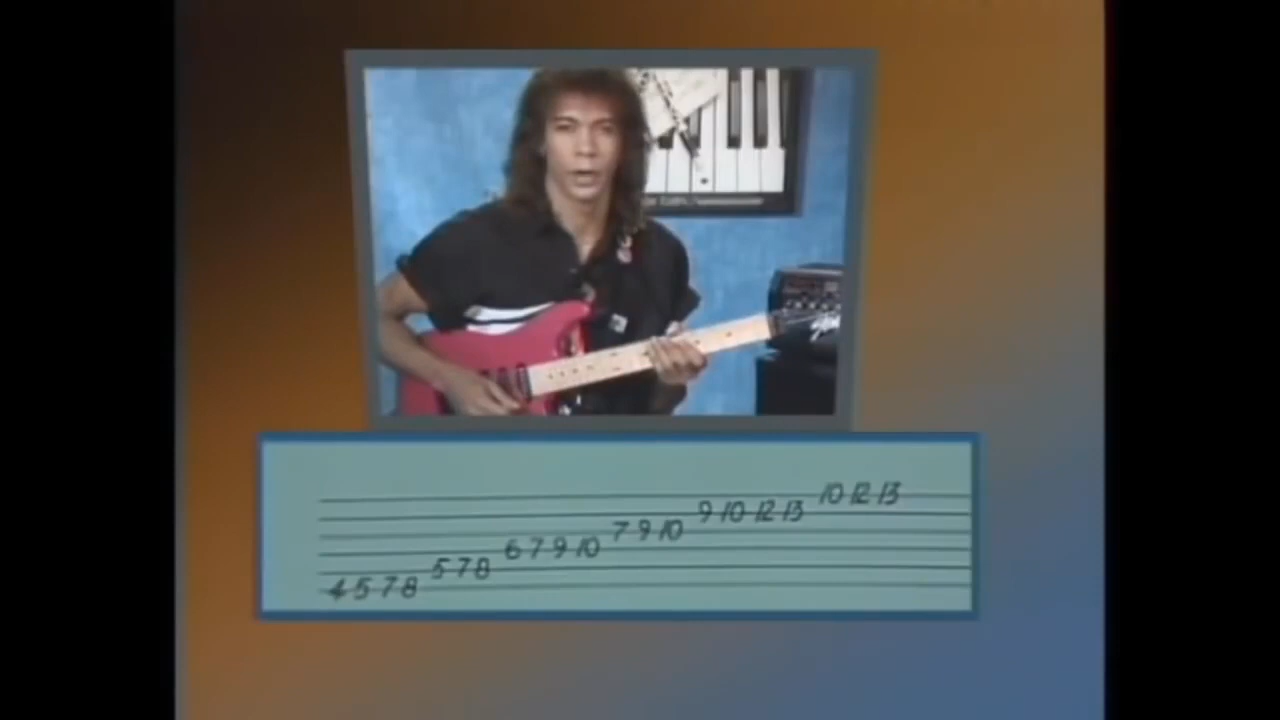 10 12 13
9 10 12 13
7 9 10
6 7 9 10
5 7 8
4 5 7 8